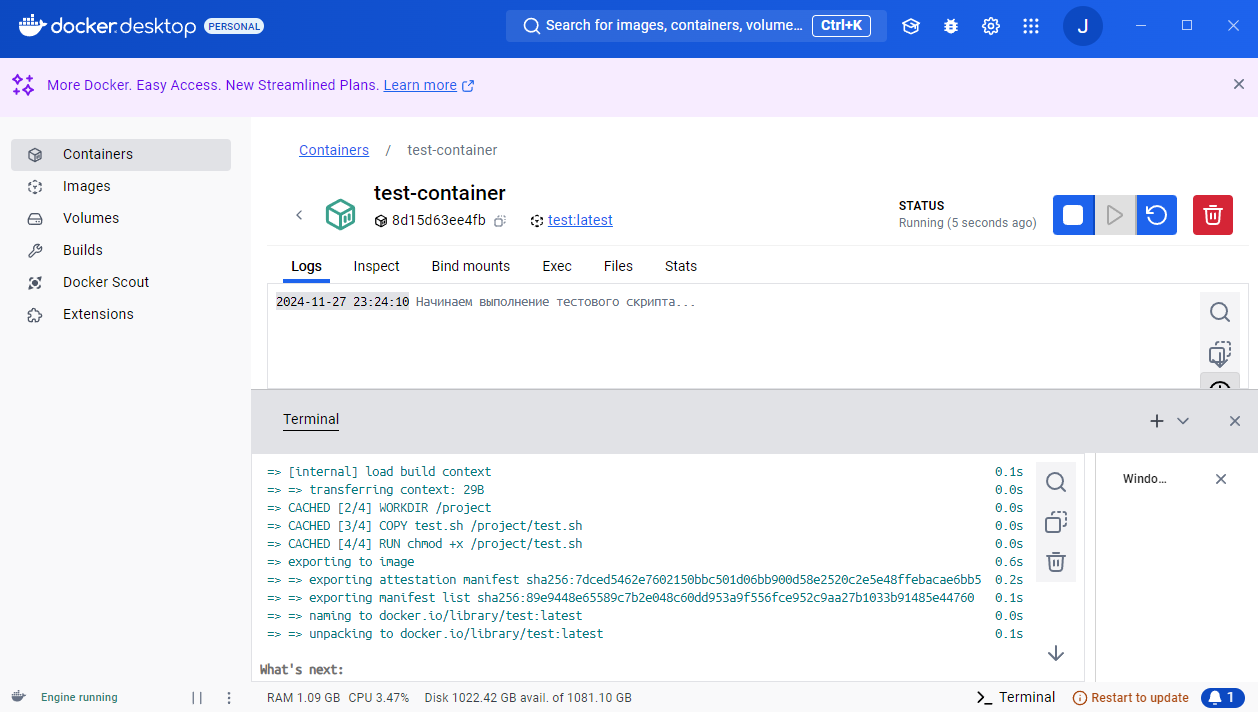 docker.desktop PERSONAL
Search for images, containers, volume... Ctrl+K
J
More Docker. Easy Access. New Streamlined Plans. Learn more
Containers
Images
Volumes
Builds
Docker Scout
Extensions
Containers / test-container
test-container
8d15d63ee4fb test:latest
STATUS
Running (5 seconds ago)
Logs Inspect Bind mounts Exec Files Stats
2024-11-27 23:24:10 Начинаем выполнение тестового скрипта...
Terminal
=> [internal] load build context 0.1s
=> => transferring context: 29B 0.0s
=> CACHED [2/4] WORKDIR /project 0.0s
=> CACHED [3/4] COPY test.sh /project/test.sh 0.0s
=> CACHED [4/4] RUN chmod +x /project/test.sh 0.0s
=> exporting to image 0.6s
=> => exporting attestation manifest sha256:7dced5462e7602150bbc501d06bb900d58e2520c2e5e48ffebacae6bb5 0.2s
=> => exporting manifest list sha256:89e9448e65589c7b2e048c60dd953a9f556fce952c9aa27b1033b91485e44760 0.1s
=> => naming to docker.io/library/test:latest 0.0s
=> => unpacking to docker.io/library/test:latest 0.1s
What's next:
Windo...
Engine running
RAM 1.09 GB CPU 3.47% Disk 1022.42 GB avail. of 1081.10 GB
Terminal
Restart to update
1